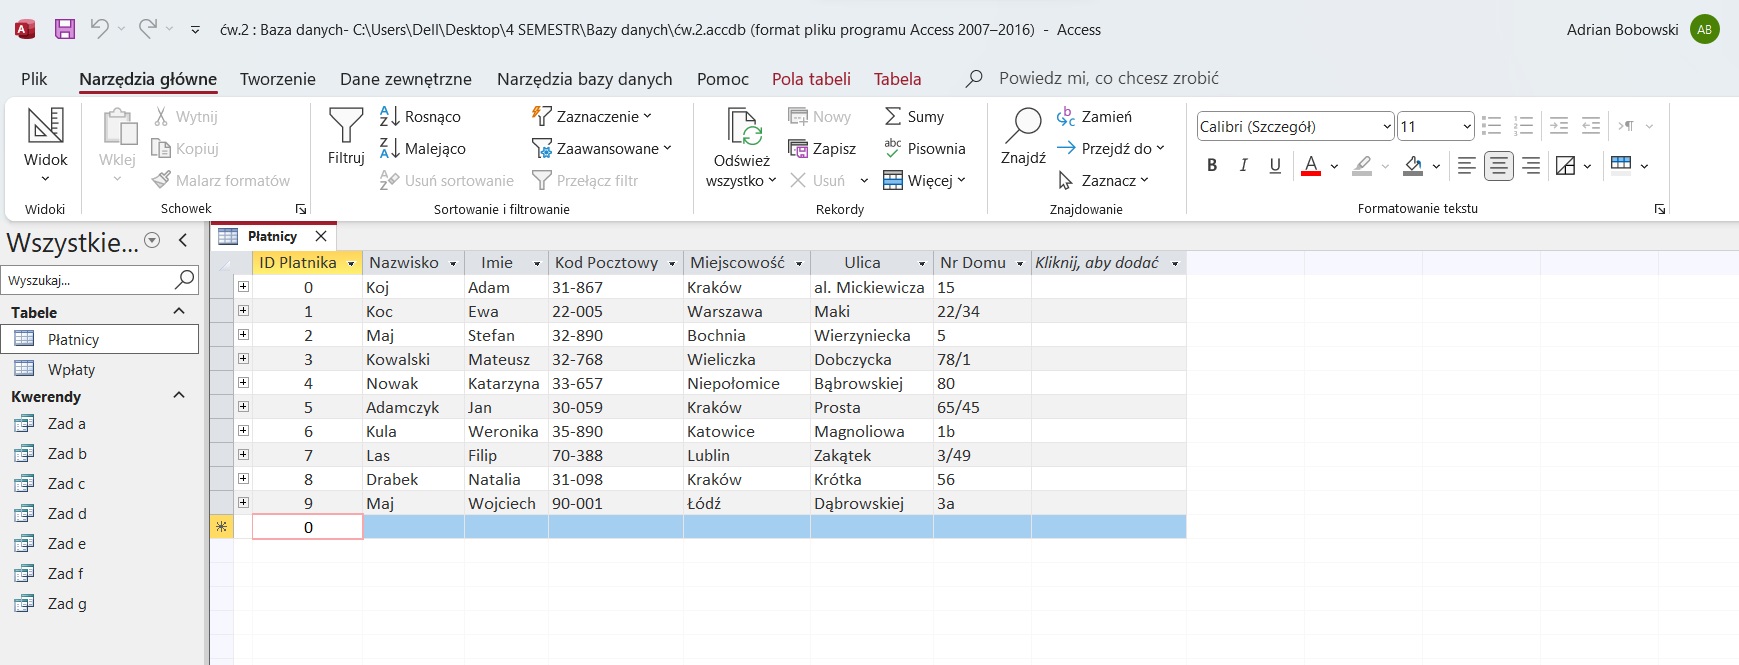 ćw.2 : Baza danych- C:\Users\Dell\Desktop\4 SEMESTR\Bazy danych\ćw.2.accdb (format pliku programu Access 2007–2016) - Access
Adrian Bobowski AB
Plik Narzędzia główne Tworzenie Dane zewnętrzne Narzędzia bazy danych Pomoc Pola tabeli Tabela Powiedz mi, co chcesz zrobić
Widok
Widoki
Wklej
Wytnij
Kopiuj
Malarz formatów
Schowek
Filtruj
Rosnąco
Malejąco
Usuń sortowanie
Zaznaczenie
Zaawansowane
Przełącz filtr
Sortowanie i filtrowanie
Odśwież
wszystko
Nowy
Zapisz
Usuń
Sumy
Pisownia
Więcej
Rekordy
Znajdź
Zamień
Przejdź do
Zaznacz
Znajdowanie
Calibri (Szczegół) 11
B I U A
Formatowanie tekstu
Wszystkie...
Wyszukaj...
Tabele
Płatnicy
Wpłaty
Kwerendy
Zad a
Zad b
Zad c
Zad d
Zad e
Zad f
Zad g
Płatnicy
ID Platnika Nazwisko Imie Kod Pocztowy Miejscowość Ulica Nr Domu Kliknij, aby dodać
0 Koj Adam 31-867 Kraków al. Mickiewicza 15
1 Koc Ewa 22-005 Warszawa Maki 22/34
2 Maj Stefan 32-890 Bochnia Wierzyniecka 5
3 Kowalski Mateusz 32-768 Wieliczka Dobczycka 78/1
4 Nowak Katarzyna 33-657 Niepołomice Bąbrowskiej 80
5 Adamczyk Jan 30-059 Kraków Prosta 65/45
6 Kula Weronika 35-890 Katowice Magnoliowa 1b
7 Las Filip 70-388 Lublin Zakątek 3/49
8 Drabek Natalia 31-098 Kraków Krótka 56
9 Maj Wojciech 90-001 Łódź Dąbrowskiej 3a
0